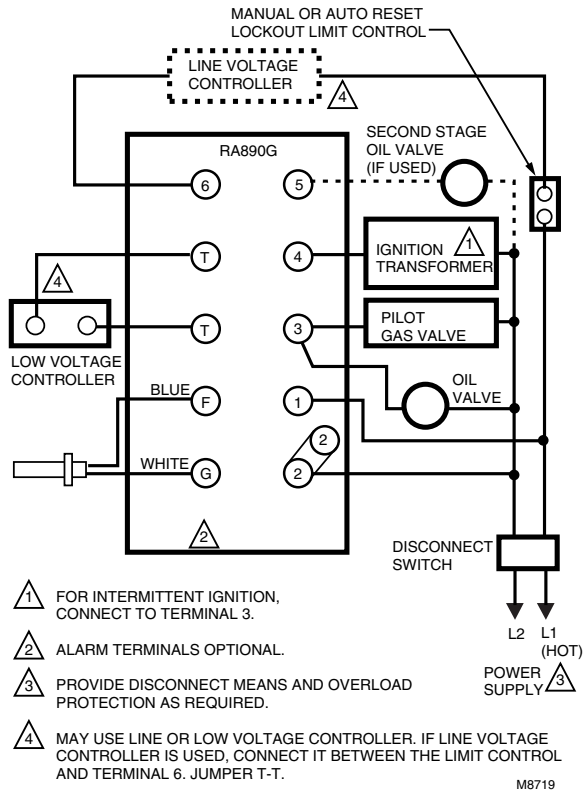 MANUAL OR AUTO RESET
LOCKOUT LIMIT CONTROL
LINE VOLTAGE
CONTROLLER
4
SECOND STAGE
OIL VALVE
(IF USED)
RA890G
6
5
T
4
IGNITION
TRANSFORMER
1
4
T
3
PILOT
GAS VALVE
LOW VOLTAGE
CONTROLLER
OIL
VALVE
BLUE
F
1
2
WHITE
G
2
2
DISCONNECT
SWITCH
L2
L1
(HOT)
POWER
SUPPLY
3
1
FOR INTERMITTENT IGNITION,
CONNECT TO TERMINAL 3.
2
ALARM TERMINALS OPTIONAL.
3
PROVIDE DISCONNECT MEANS AND OVERLOAD
PROTECTION AS REQUIRED.
4
MAY USE LINE OR LOW VOLTAGE CONTROLLER. IF LINE VOLTAGE
CONTROLLER IS USED, CONNECT IT BETWEEN THE LIMIT CONTROL
AND TERMINAL 6. JUMPER T-T.
M8719